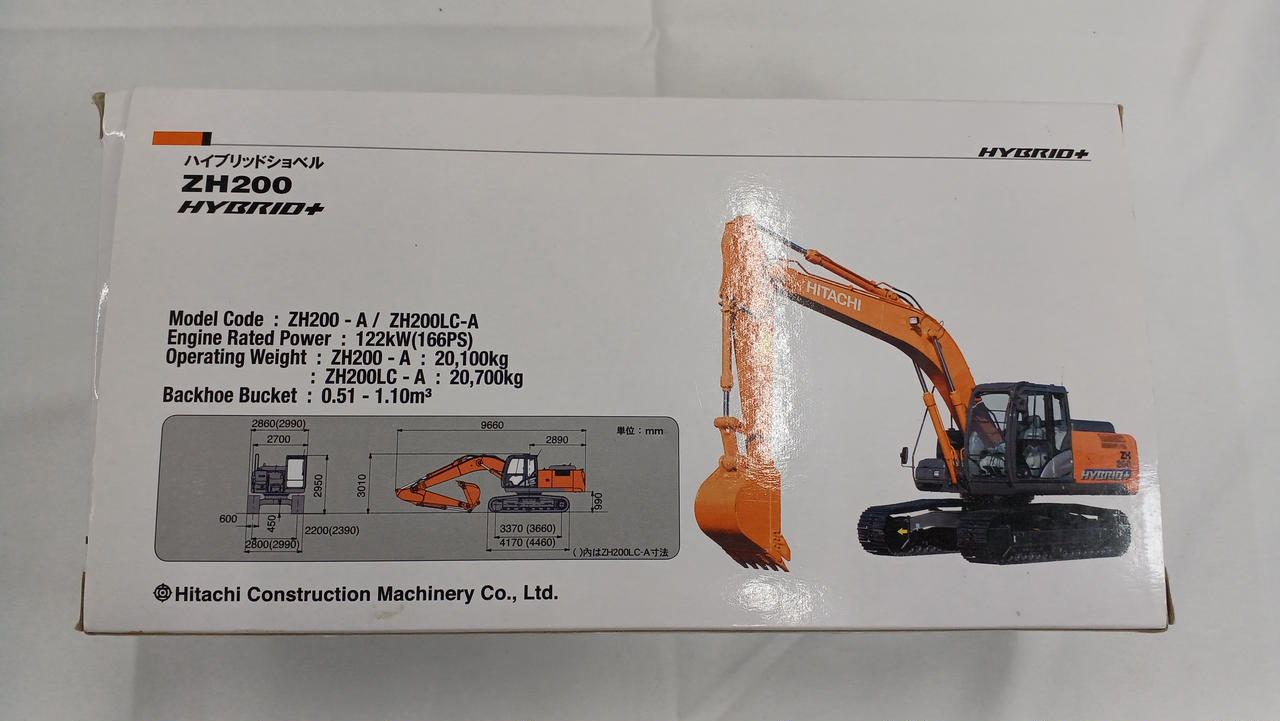 ハイブリッドショベル
ZH200
HYBRID+
HYBRID+
Model Code : ZH200 - A / ZH200LC-A
Engine Rated Power : 122kW(166PS)
Operating Weight : ZH200 - A : 20,100kg
: ZH200LC - A : 20,700kg
Backhoe Bucket : 0.51 - 1.10m³
2860(2990)
2700
2950
600
450
2200(2390)
2800(2990)
9660
単位：mm
2890
3010
990
3370 (3660)
4170 (4460)
( )内はZH200LC-A寸法
Hitachi Construction Machinery Co., Ltd.
HITACHI
ZH
HYBRID+